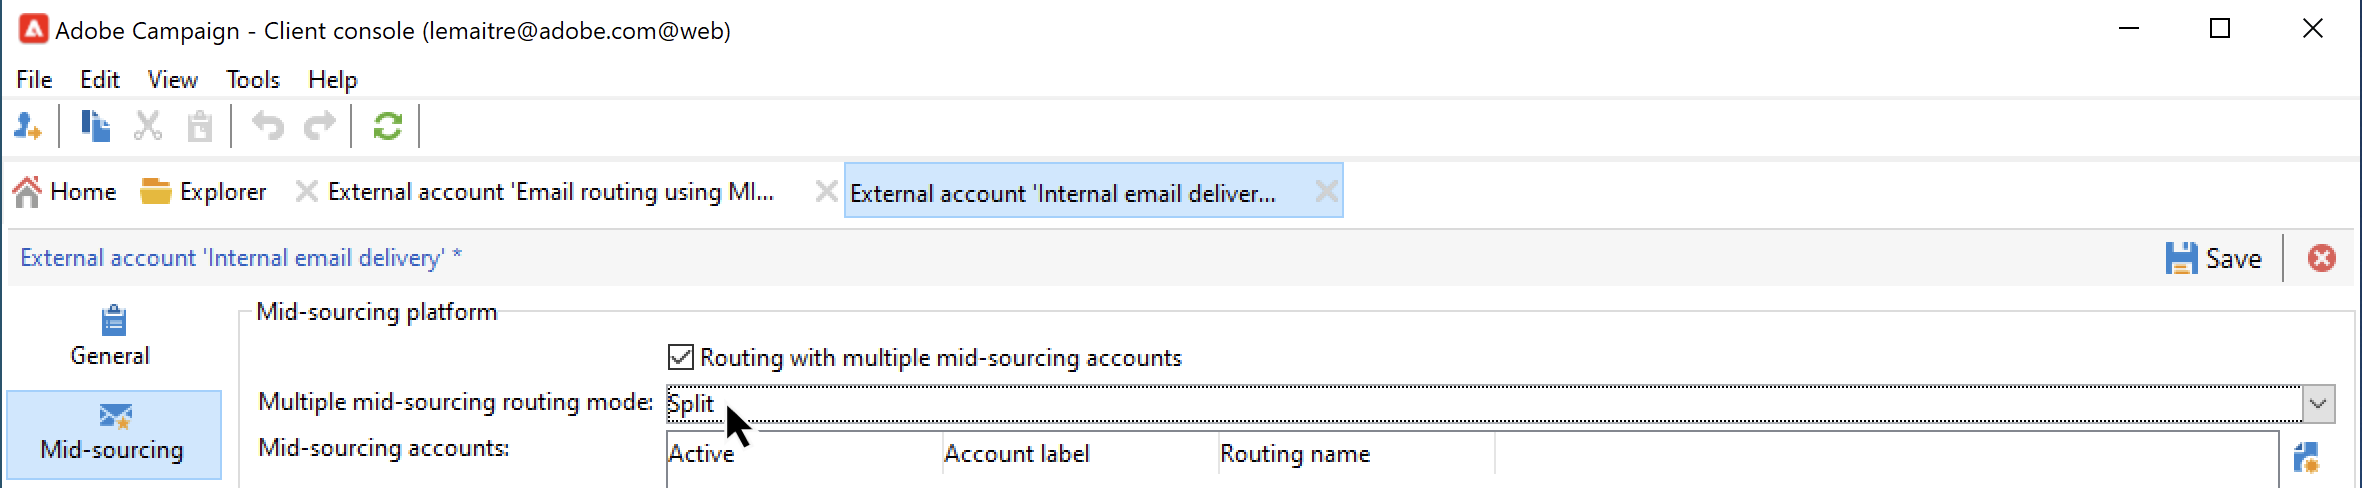 Adobe Campaign - Client console (lemaitre@adobe.com@web)
File Edit View Tools Help
Home Explorer External account 'Email routing using MI... External account 'Internal email deliver...
External account 'Internal email delivery' * Save
Mid-sourcing platform
General
Routing with multiple mid-sourcing accounts
Multiple mid-sourcing routing mode: Split
Mid-sourcing
Mid-sourcing accounts: Active Account label Routing name